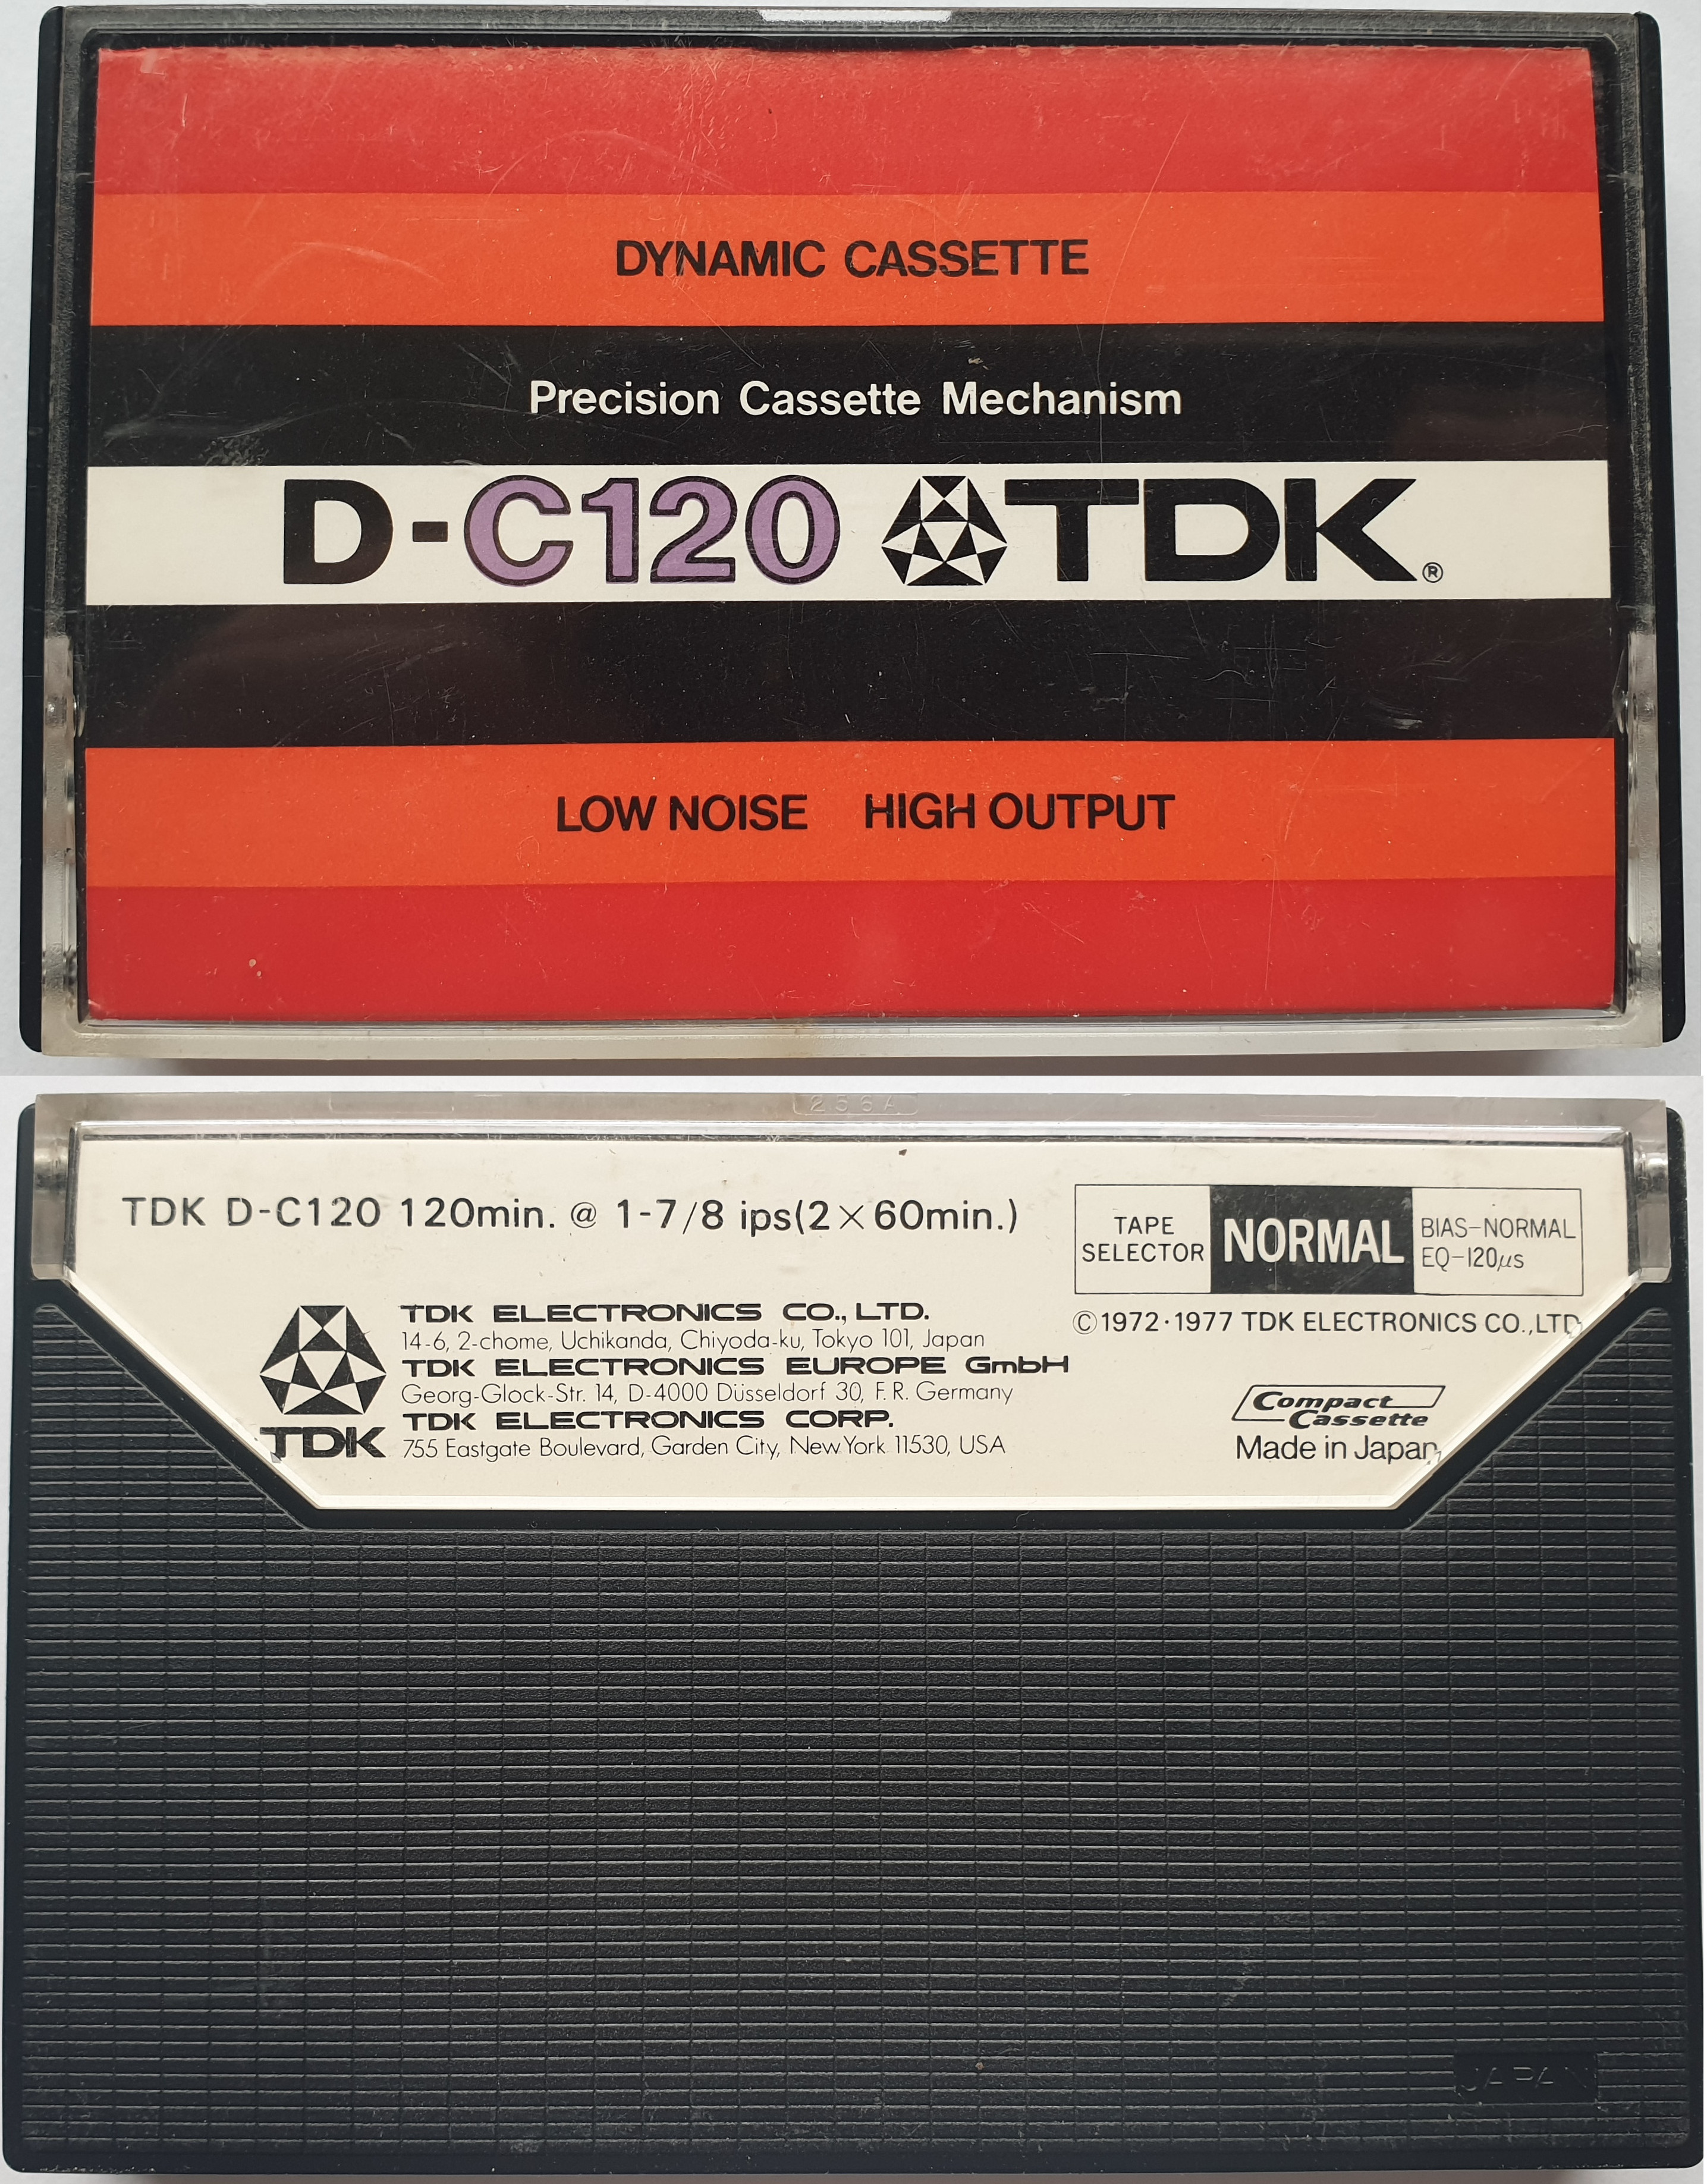 DYNAMIC CASSETTE
Precision Cassette Mechanism
D-C120 TDK®
LOW NOISE HIGH OUTPUT
256A
TDK D-C120 120min. @ 1-7/8 ips(2×60min.)
TAPE SELECTOR
NORMAL
BIAS-NORMAL
EQ-120μs
©1972·1977 TDK ELECTRONICS CO.,LTD.
TDK
TDK ELECTRONICS CO., LTD.
14-6, 2-chome, Uchikanda, Chiyoda-ku, Tokyo 101, Japan
TDK ELECTRONICS EUROPE GmbH
Georg-Glock-Str. 14, D-4000 Düsseldorf 30, F. R. Germany
TDK ELECTRONICS CORP.
755 Eastgate Boulevard, Garden City, New York 11530, USA
Compact
Cassette
Made in Japan
JAPAN